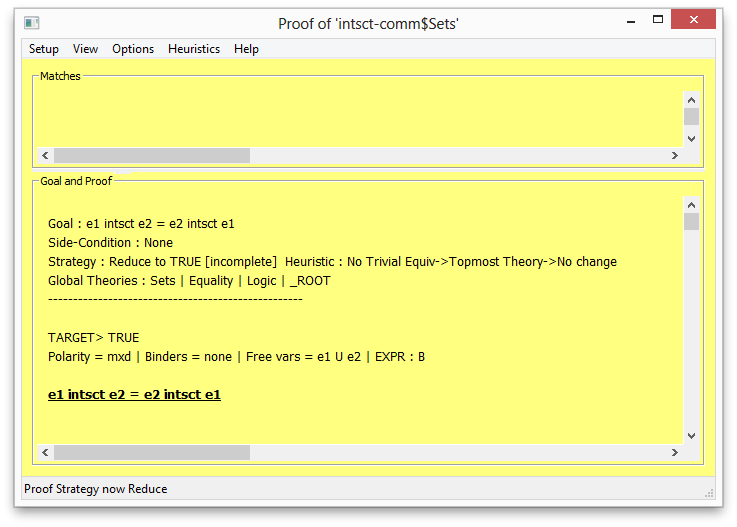 Proof of 'intsct-comm$Sets'
Setup View Options Heuristics Help
Matches
Goal and Proof
Goal : e1 intsct e2 = e2 intsct e1
Side-Condition : None
Strategy : Reduce to TRUE [incomplete]  Heuristic : No Trivial Equiv->Topmost Theory->No change
Global Theories : Sets | Equality | Logic | _ROOT
---------------------------------------------------
TARGET> TRUE
Polarity = mxd | Binders = none | Free vars = e1 U e2 | EXPR : B
e1 intsct e2 = e2 intsct e1
Proof Strategy now Reduce